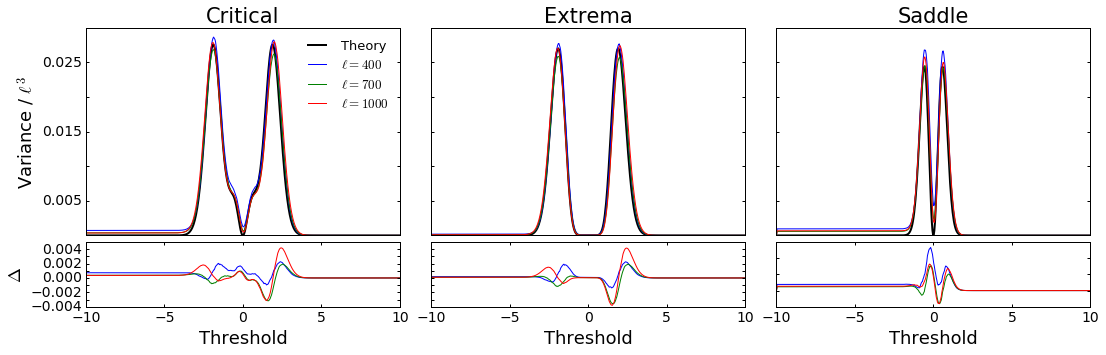 Critical Extrema Saddle
Variance / ℓ³
0.025
0.015
0.005
Theory
ℓ = 400
ℓ = 700
ℓ = 1000
Δ
0.004
0.002
0.000
−0.002
−0.004
−10 −5 0 5 10 −10 −5 0 5 10 −10 −5 0 5 10
Threshold Threshold Threshold